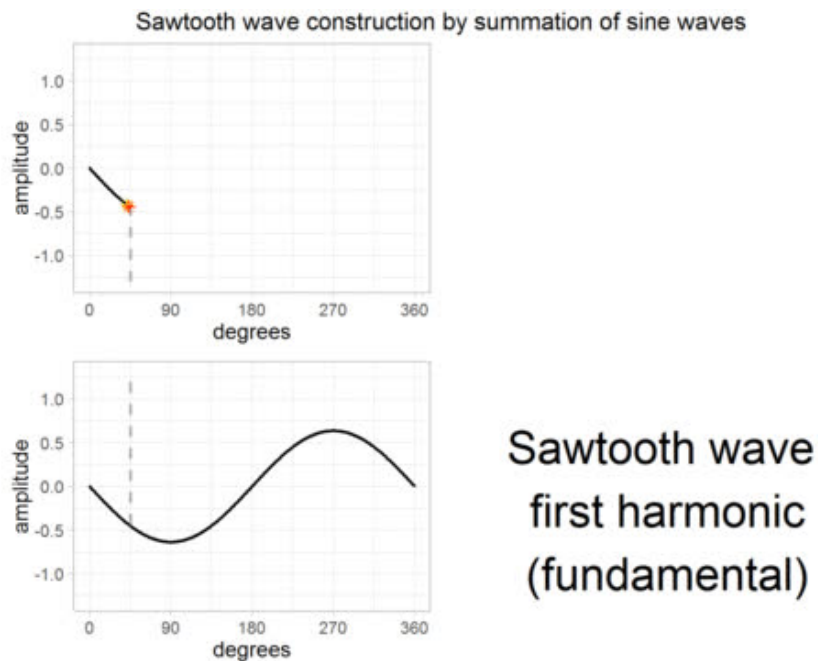 Sawtooth wave construction by summation of sine waves
1.0
0.5
0.0
-0.5
-1.0
amplitude
0 90 180 270 360
degrees
1.0
0.5
0.0
-0.5
-1.0
amplitude
0 90 180 270 360
degrees
Sawtooth wave
first harmonic
(fundamental)